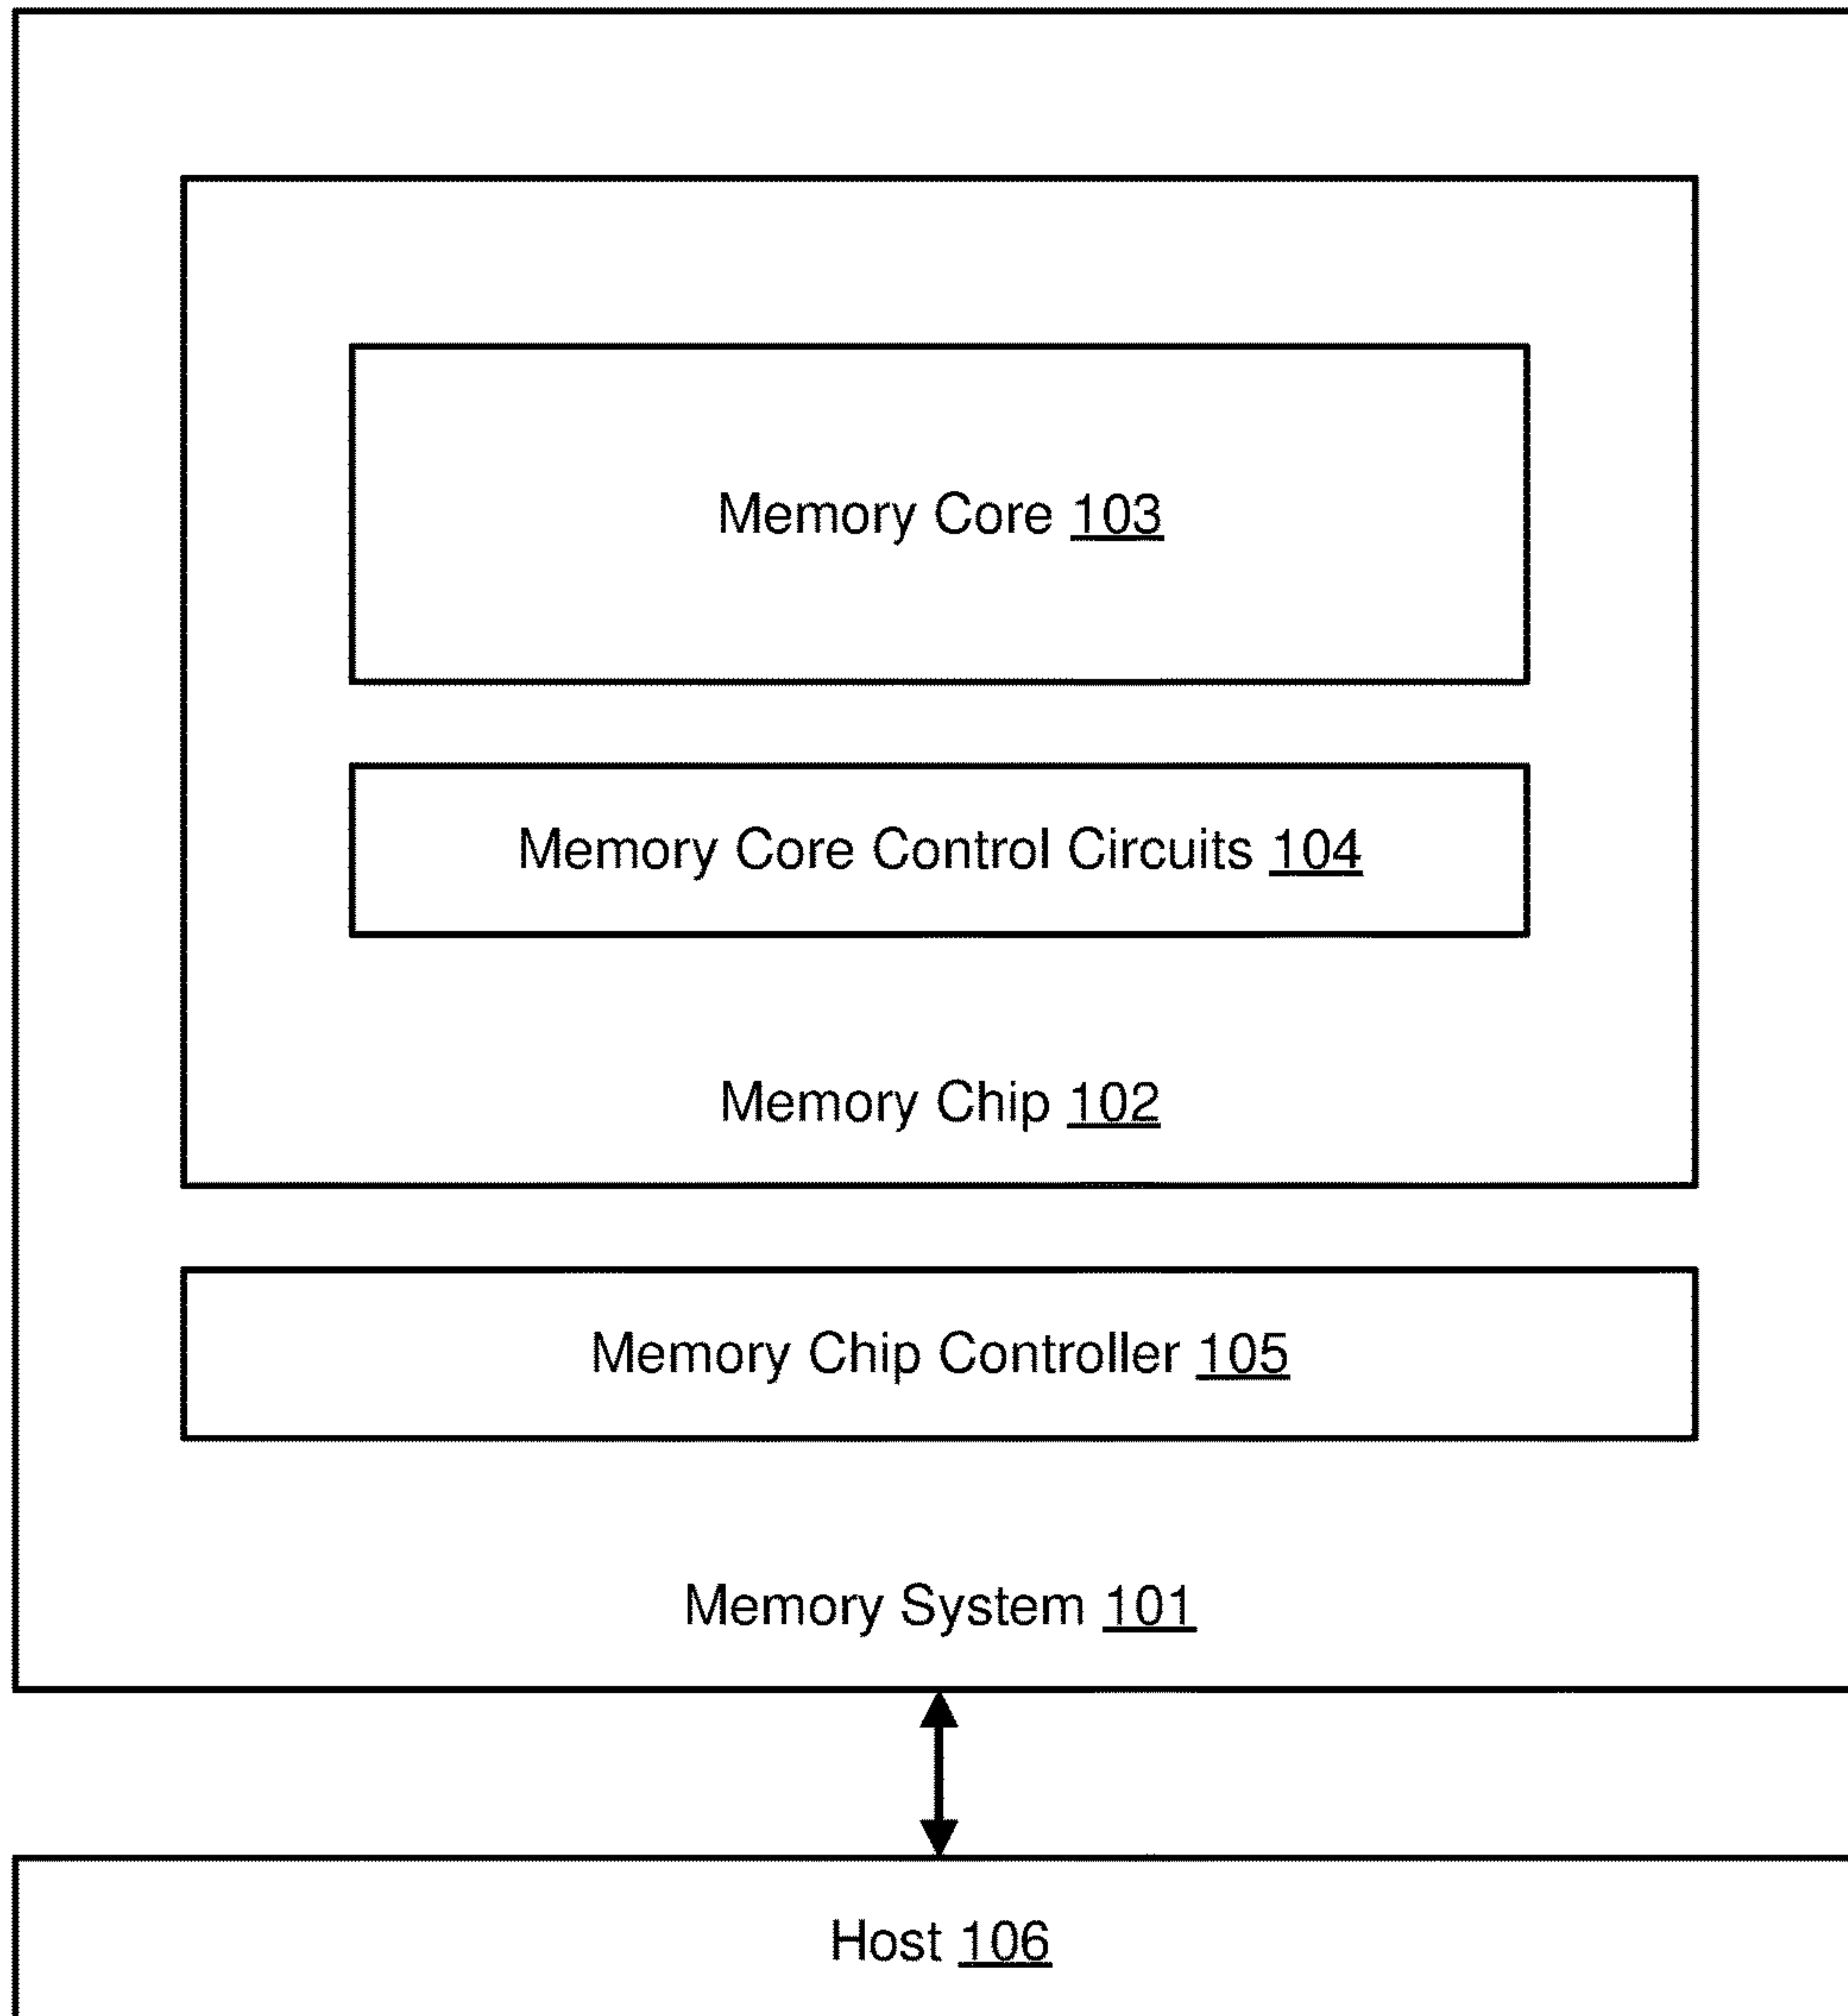 Memory Core 103
Memory Core Control Circuits 104
Memory Chip 102
Memory Chip Controller 105
Memory System 101
Host 106